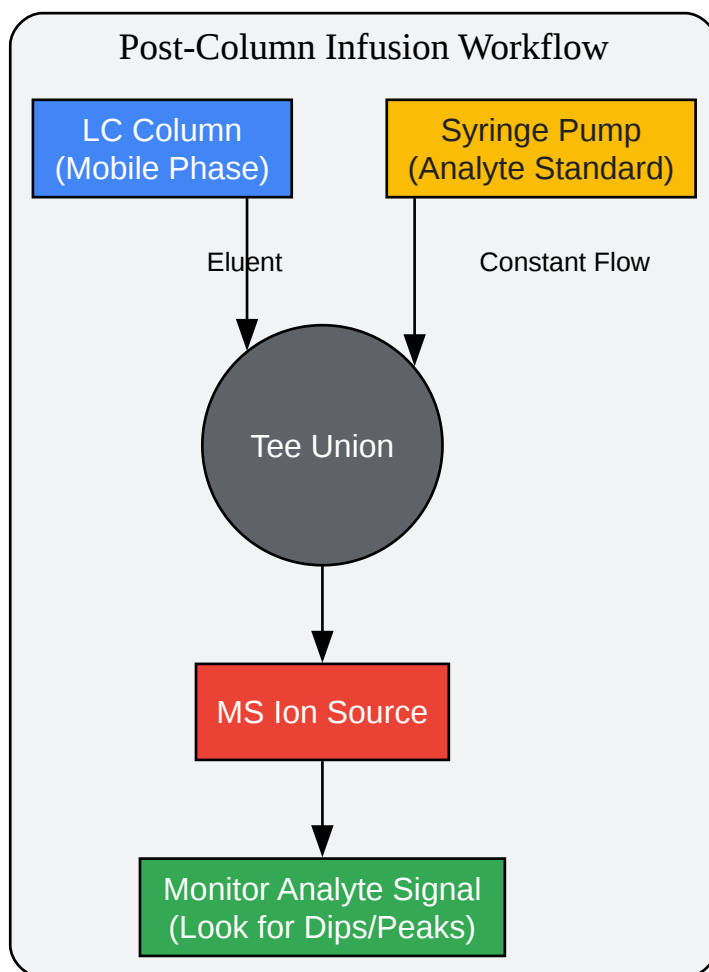 Post-Column Infusion Workflow
LC Column
(Mobile Phase)
Syringe Pump
(Analyte Standard)
Eluent
Constant Flow
Tee Union
MS Ion Source
Monitor Analyte Signal
(Look for Dips/Peaks)